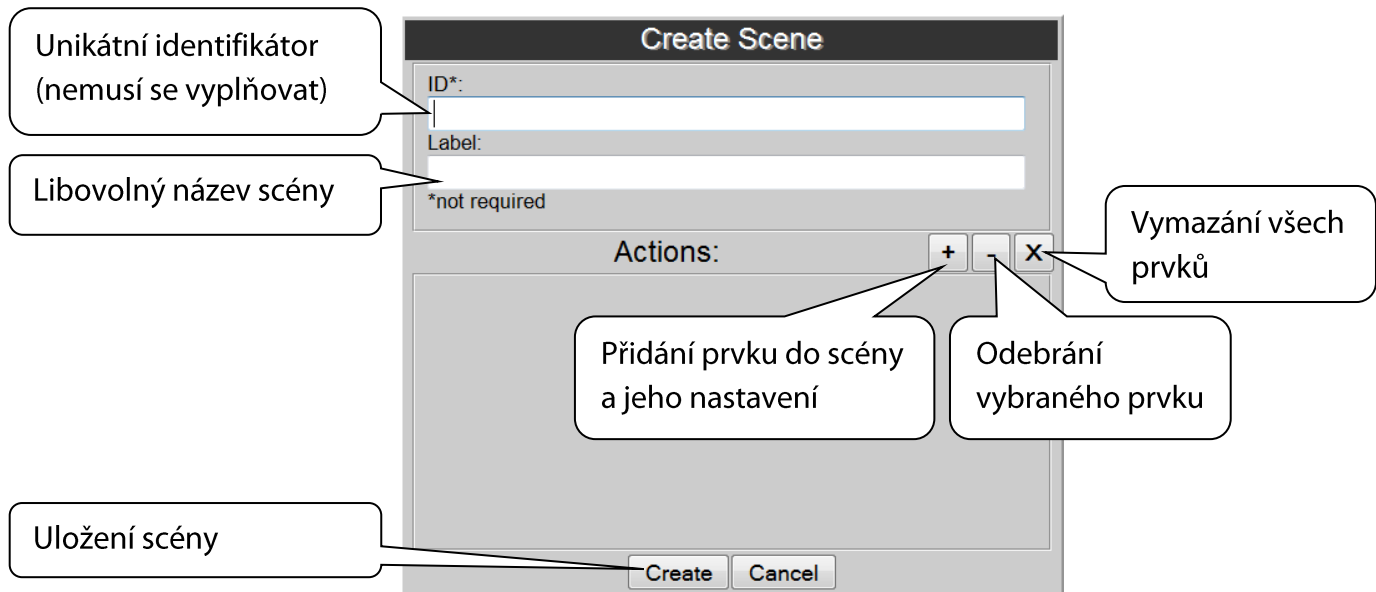 Unikátní identifikátor
(nemusí se vyplňovat)
Create Scene
ID*:
Label:
Libovolný název scény
*not required
Actions:
+
-
X
Vymazání všech
prvků
Přidání prvku do scény
a jeho nastavení
Odebrání
vybraného prvku
Uložení scény
Create
Cancel